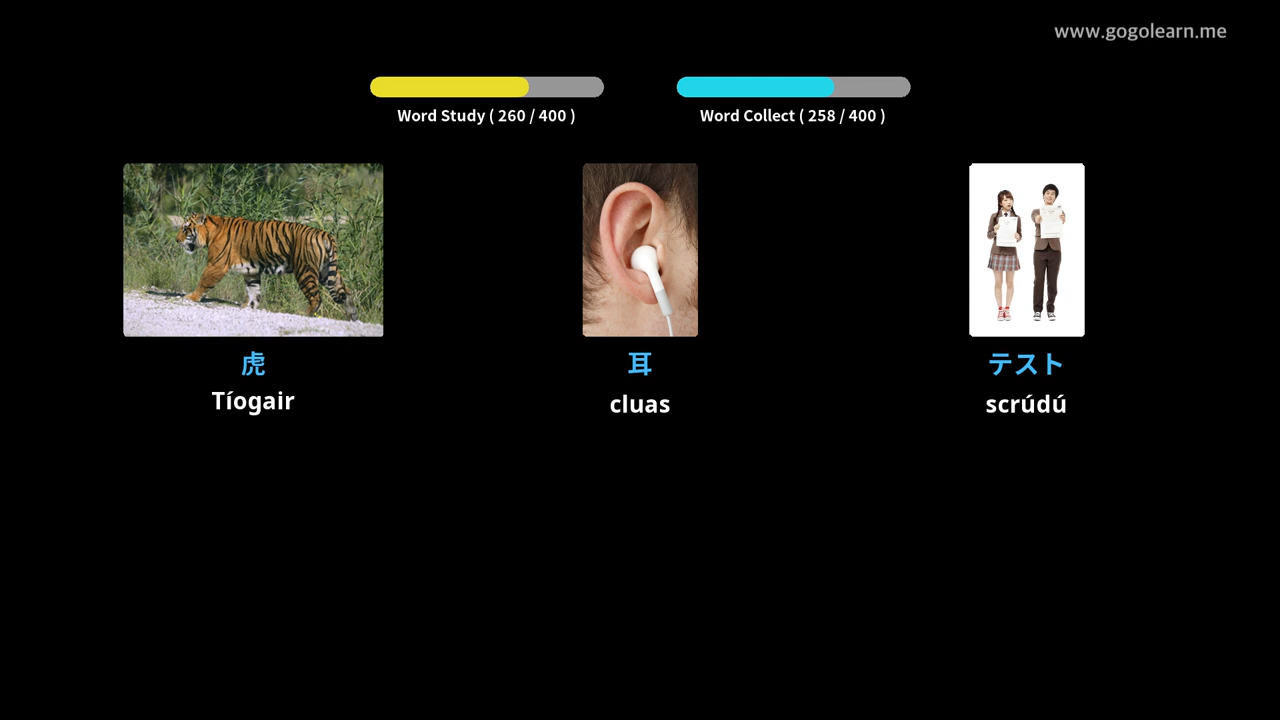 www.gogolearn.me
Word Study ( 260 / 400 )
Word Collect ( 258 / 400 )
虎
Tíogair
耳
cluas
テスト
scrúdú